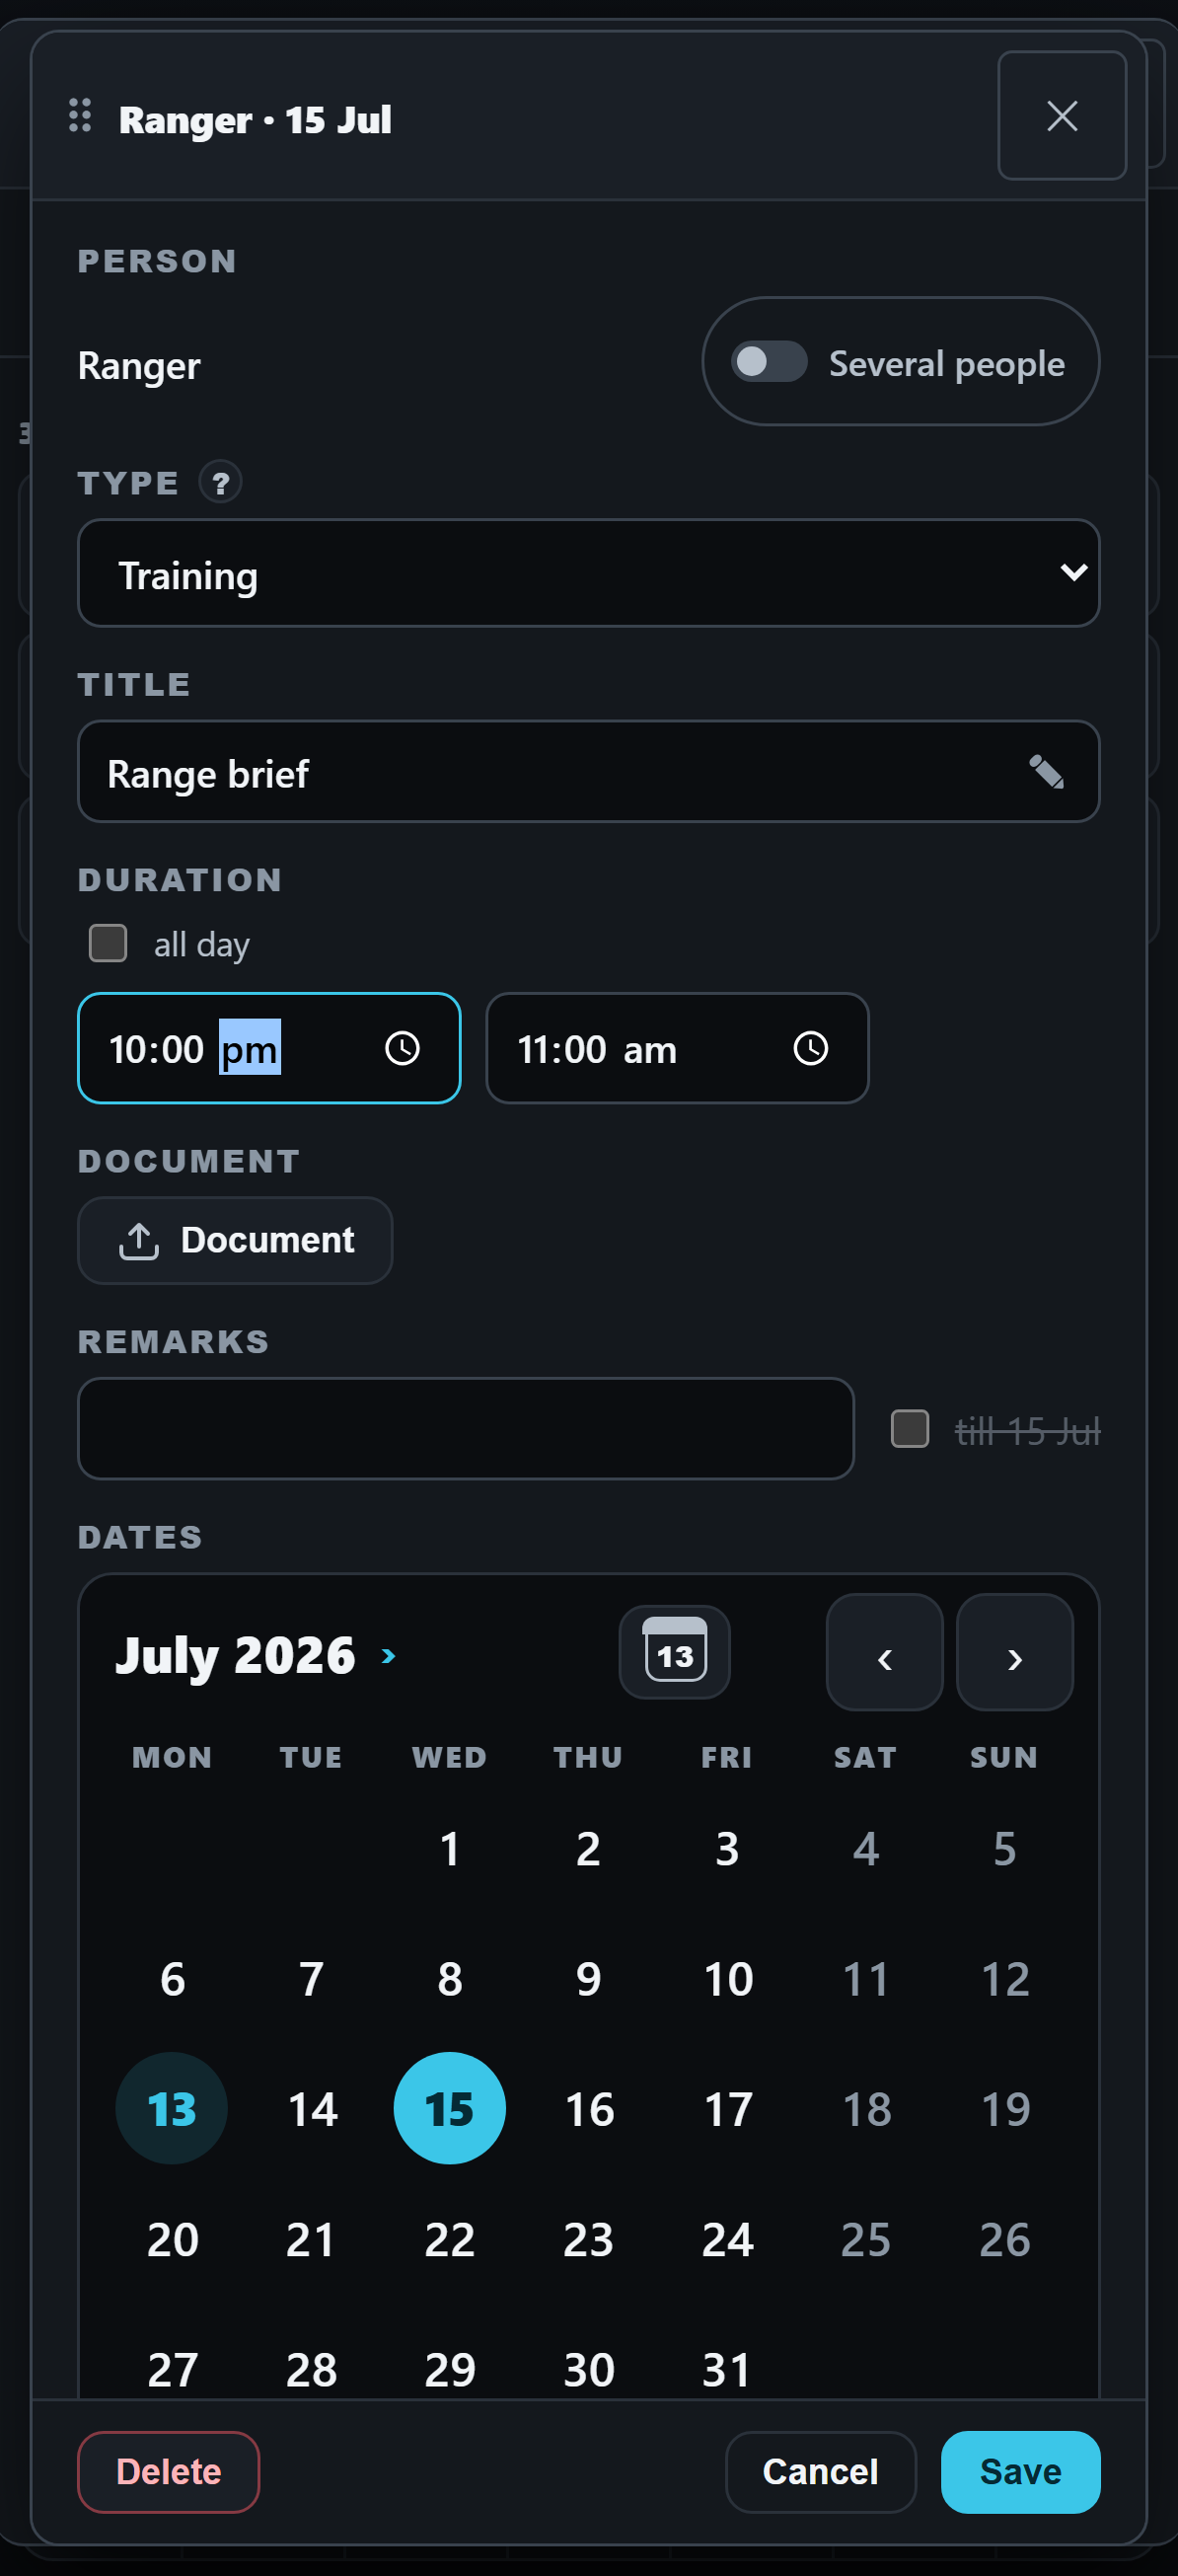 Ranger · 15 Jul
PERSON
Ranger
Several people
TYPE ?
Training
TITLE
Range brief
DURATION
all day
10:00 pm
11:00 am
DOCUMENT
Document
REMARKS
till 15 Jul
DATES
July 2026 ›
13
‹ ›
MON TUE WED THU FRI SAT SUN
1 2 3 4 5
6 7 8 9 10 11 12
13 14 15 16 17 18 19
20 21 22 23 24 25 26
27 28 29 30 31
Delete Cancel Save